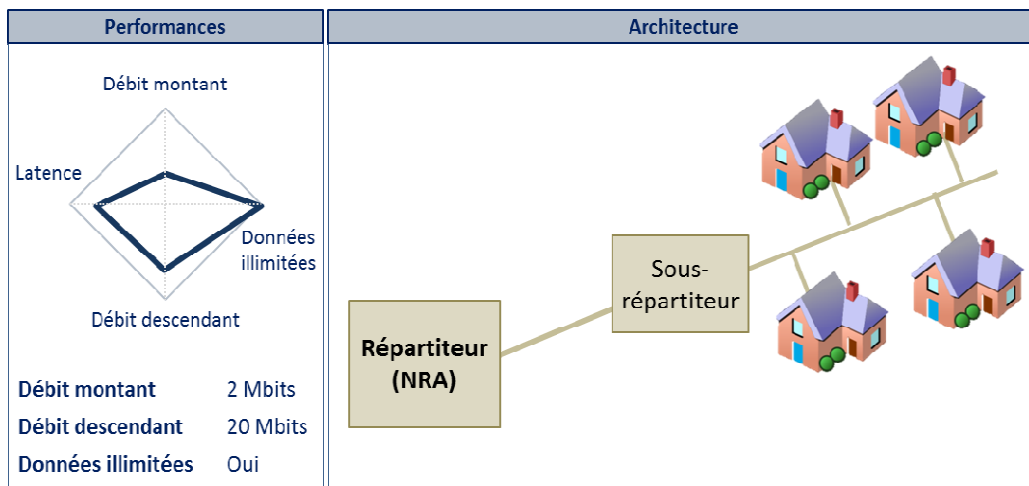 Performances
Architecture
Débit montant
Latence
Données
illimitées
Débit descendant
Débit montant 2 Mbits
Débit descendant 20 Mbits
Données illimitées Oui
Sous-
répartiteur
Répartiteur
(NRA)